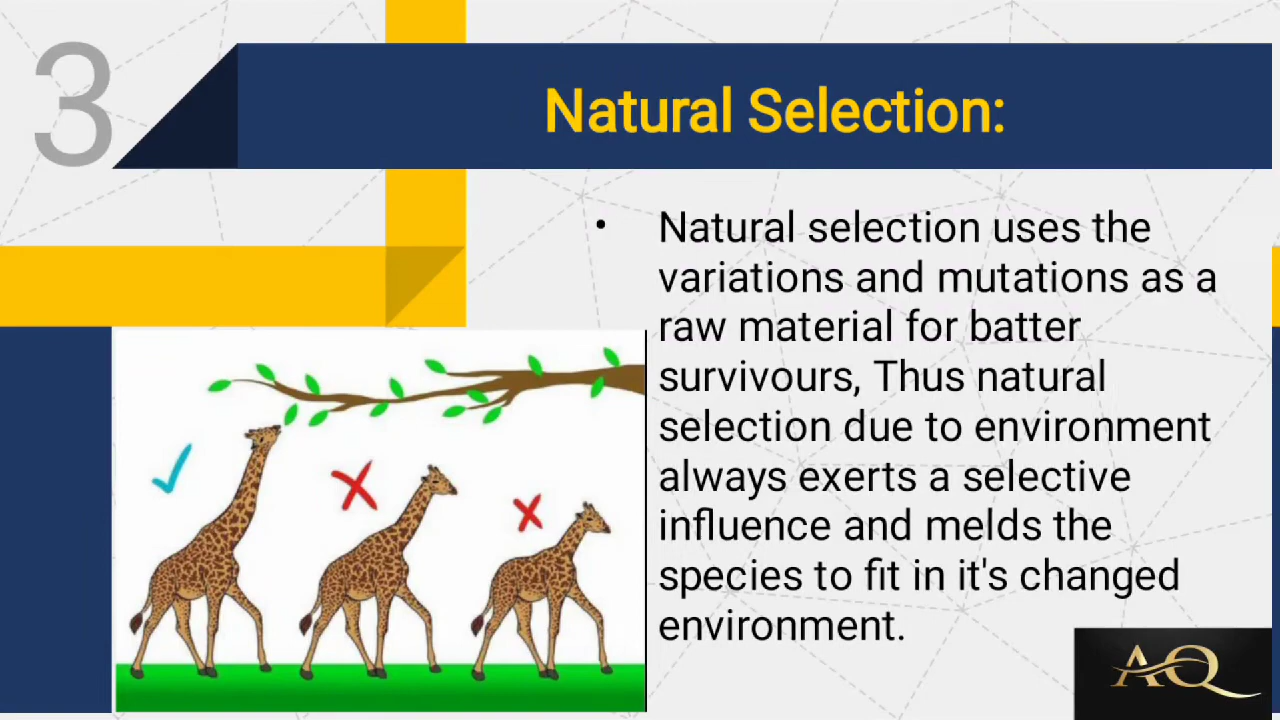 3
Natural Selection:
• Natural selection uses the
variations and mutations as a
raw material for batter
survivours, Thus natural
selection due to environment
always exerts a selective
influence and melds the
species to fit in it's changed
environment.
AQ